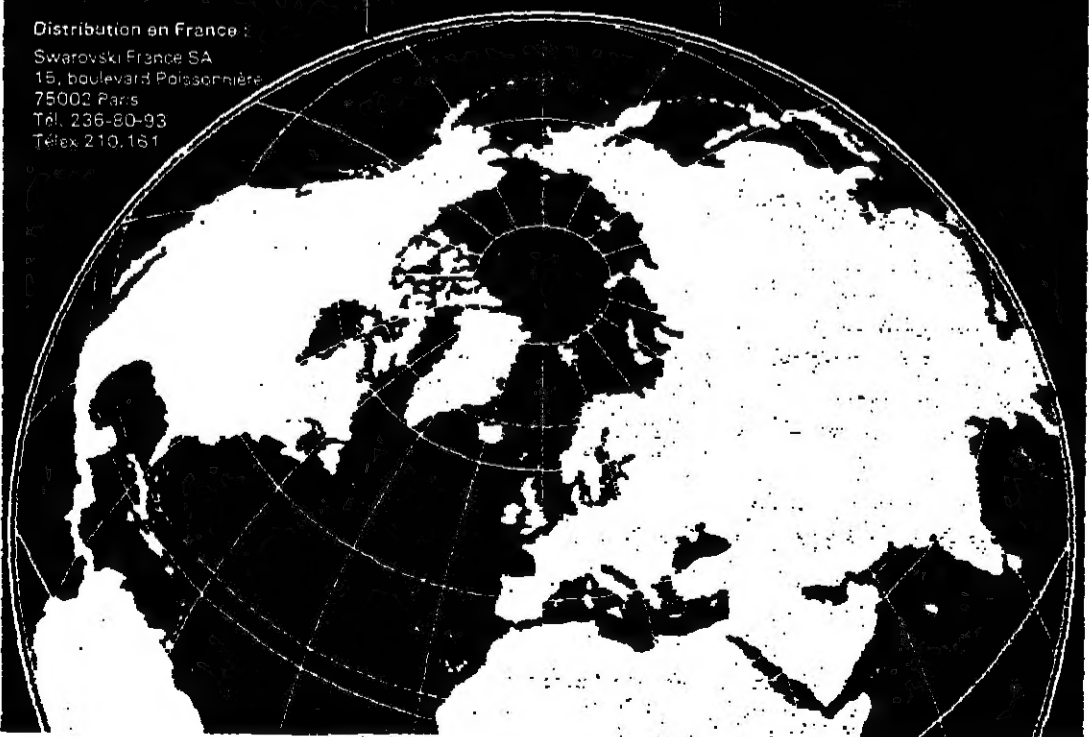 Distribution en France :
Swarovski France SA
15, boulevard Poissonnière
75002 Paris
Tél. 236-80-93
Télex 210.161